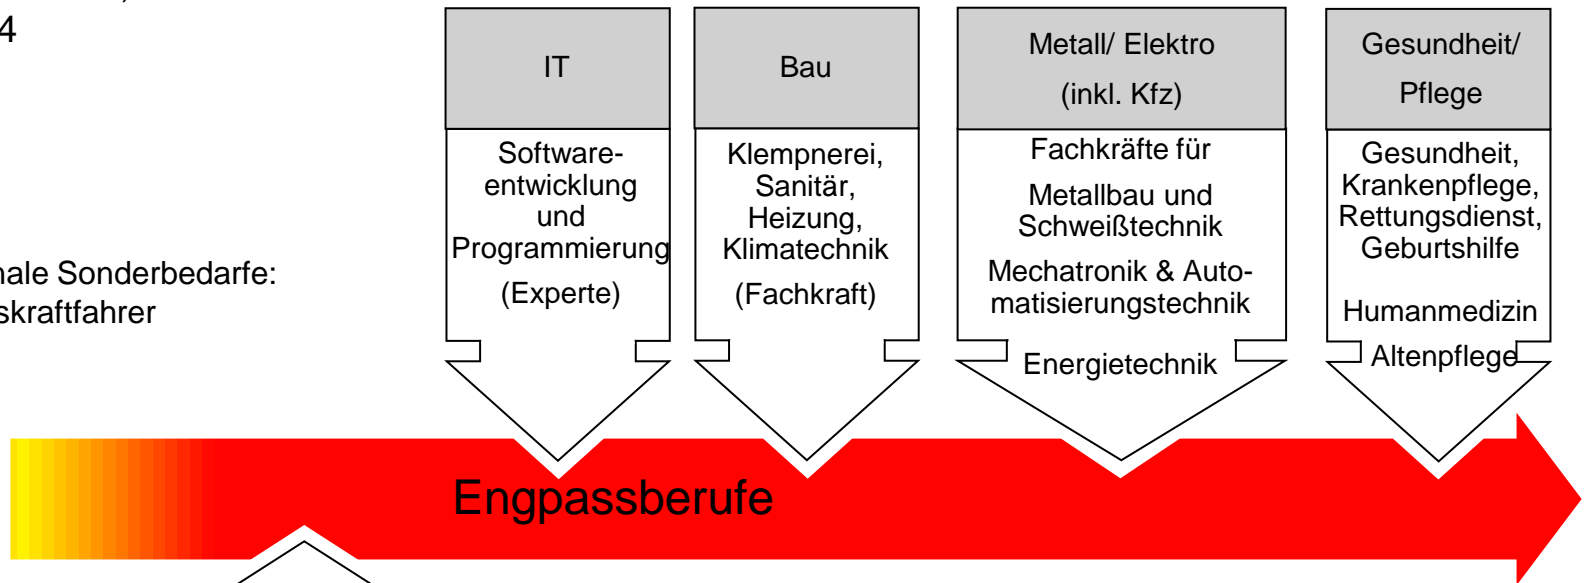 4
nale Sonderbedarfe:
skraftfahrer
IT
Software-
entwicklung
und
Programmierung
(Experte)
Bau
Klempnerei,
Sanitär,
Heizung,
Klimatechnik
(Fachkraft)
Metall/ Elektro
(inkl. Kfz)
Fachkräfte für
Metallbau und
Schweißtechnik
Mechatronik & Auto-
matisierungstechnik
Energietechnik
Gesundheit/
Pflege
Gesundheit,
Krankenpflege,
Rettungsdienst,
Geburtshilfe
Humanmedizin
Altenpflege
Engpassberufe